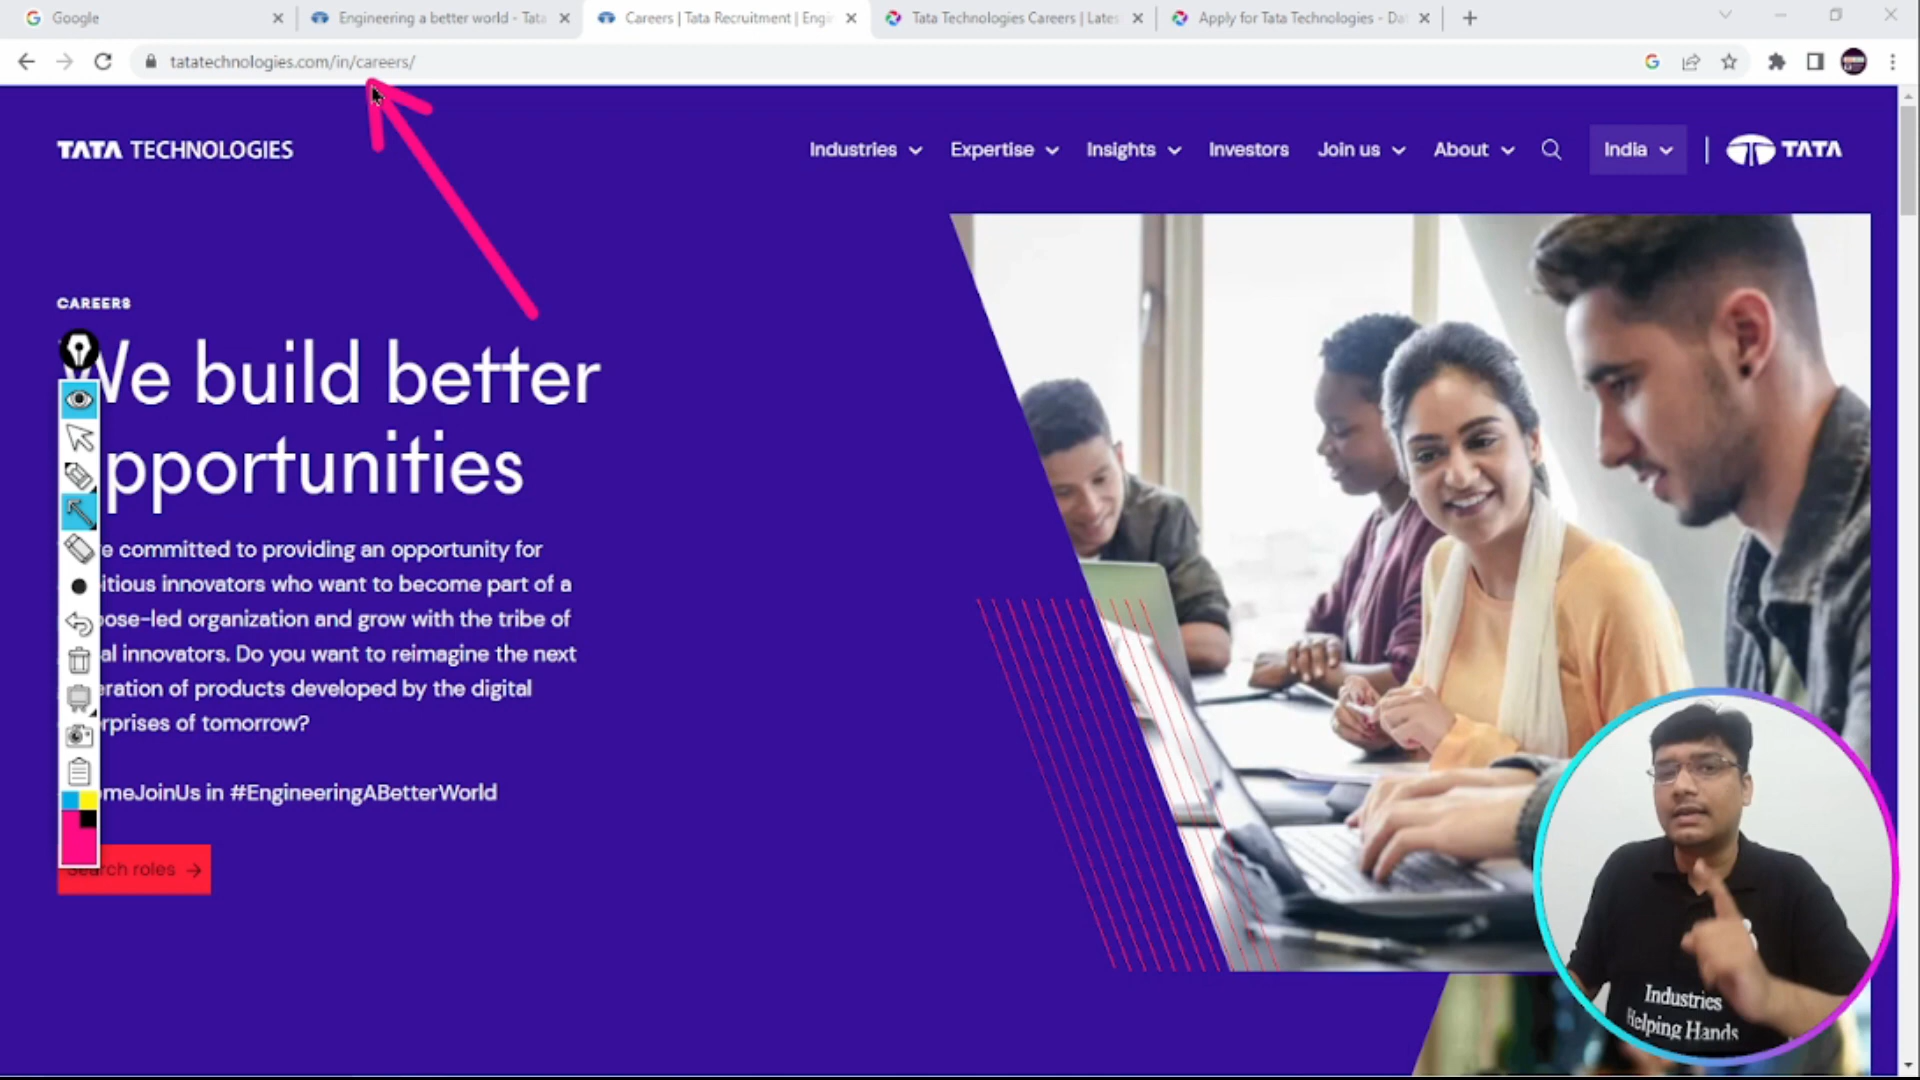 Google
Engineering a better world - Tata
Careers | Tata Recruitment | Engi
Tata Technologies Careers | Lates
Apply for Tata Technologies - Da
tatatechnologies.com/in/careers/
TATA TECHNOLOGIES
Industries
Expertise
Insights
Investors
Join us
About
India
TATA
CAREERS
We build better
pportunities
e committed to providing an opportunity for
itious innovators who want to become part of a
ose-led organization and grow with the tribe of
al innovators. Do you want to reimagine the next
eration of products developed by the digital
rprises of tomorrow?
omeJoinUs in #EngineeringABetterWorld
Search roles →
Industries
Helping Hands